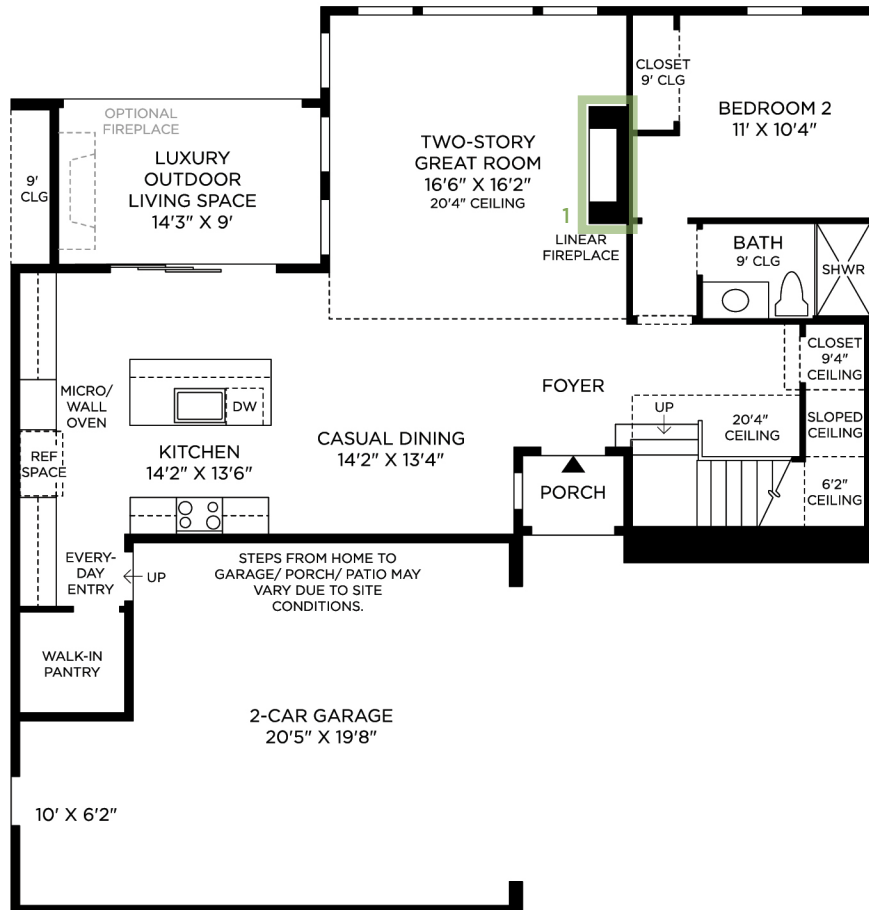 OPTIONAL
FIREPLACE
9'
CLG
LUXURY
OUTDOOR
LIVING SPACE
14'3" X 9'
TWO-STORY
GREAT ROOM
16'6" X 16'2"
20'4" CEILING
1
LINEAR
FIREPLACE
CLOSET
9' CLG
BEDROOM 2
11' X 10'4"
BATH
9' CLG
SHWR
CLOSET
9'4"
CEILING
SLOPED
CEILING
6'2"
CEILING
FOYER
UP
20'4"
CEILING
MICRO/
WALL
OVEN
DW
REF
SPACE
KITCHEN
14'2" X 13'6"
CASUAL DINING
14'2" X 13'4"
PORCH
EVERY-
DAY
ENTRY
UP
STEPS FROM HOME TO
GARAGE/ PORCH/ PATIO MAY
VARY DUE TO SITE
CONDITIONS.
WALK-IN
PANTRY
2-CAR GARAGE
20'5" X 19'8"
10' X 6'2"